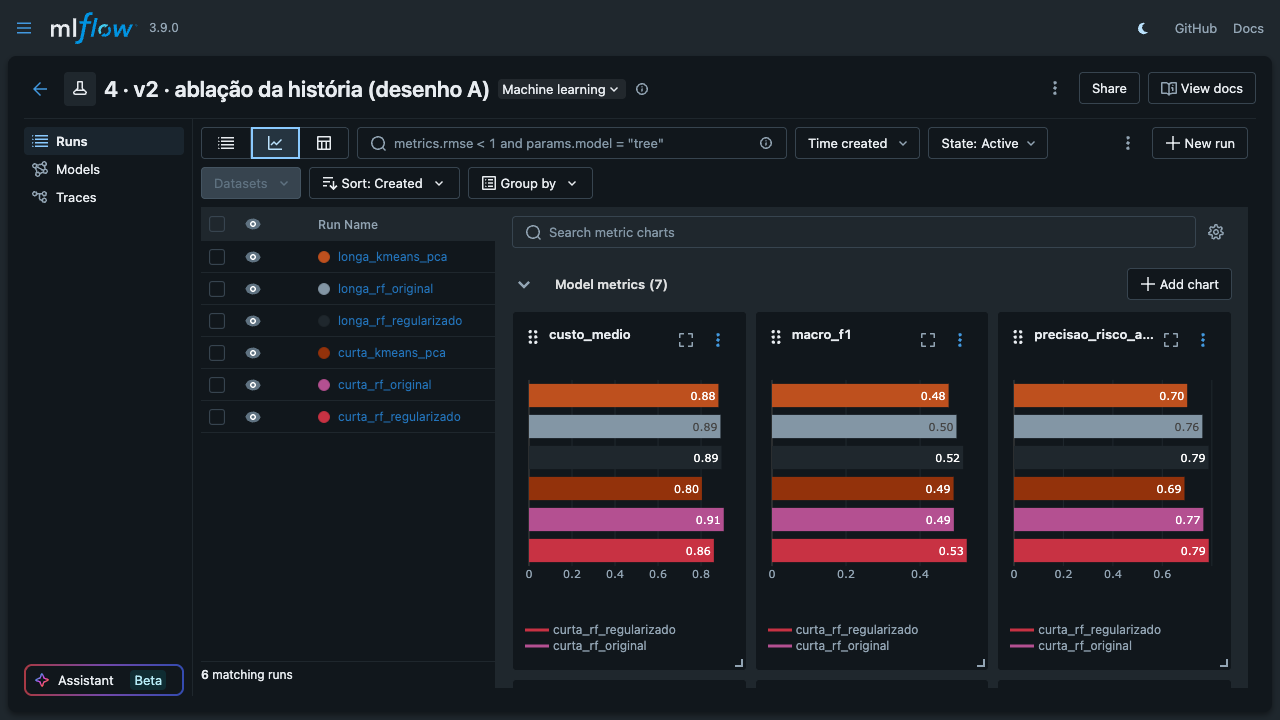 mlflow 3.9.0 GitHub Docs
4 · v2 · ablação da história (desenho A) Machine learning Share View docs
Runs
Models
Traces
metrics.rmse < 1 and params.model = "tree" Time created State: Active New run
Datasets Sort: Created Group by
Run Name
longa_kmeans_pca
longa_rf_original
longa_rf_regularizado
curta_kmeans_pca
curta_rf_original
curta_rf_regularizado
6 matching runs
Search metric charts
Model metrics (7) Add chart
custo_medio
0.88
0.89
0.89
0.80
0.91
0.86
0 0.2 0.4 0.6 0.8
curta_rf_regularizado
curta_rf_original
macro_f1
0.48
0.50
0.52
0.49
0.49
0.53
0 0.2 0.4
curta_rf_regularizado
curta_rf_original
precisao_risco_a...
0.70
0.76
0.79
0.69
0.77
0.79
0 0.2 0.4 0.6
curta_rf_regularizado
curta_rf_original
Assistant Beta